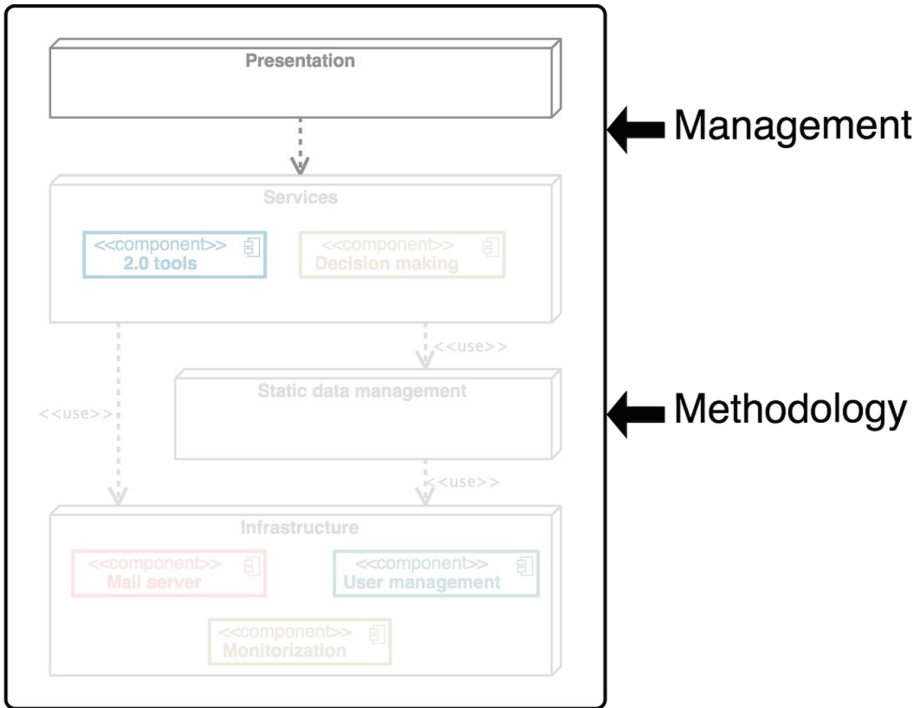 Presentation
Management
Services
<<component>>
2.0 tools
<<component>>
Decision making
<<use>>
Static data management
<<use>>
Methodology
<<use>>
Infrastructure
<<component>>
Mail server
<<component>>
User management
<<component>>
Monitorization